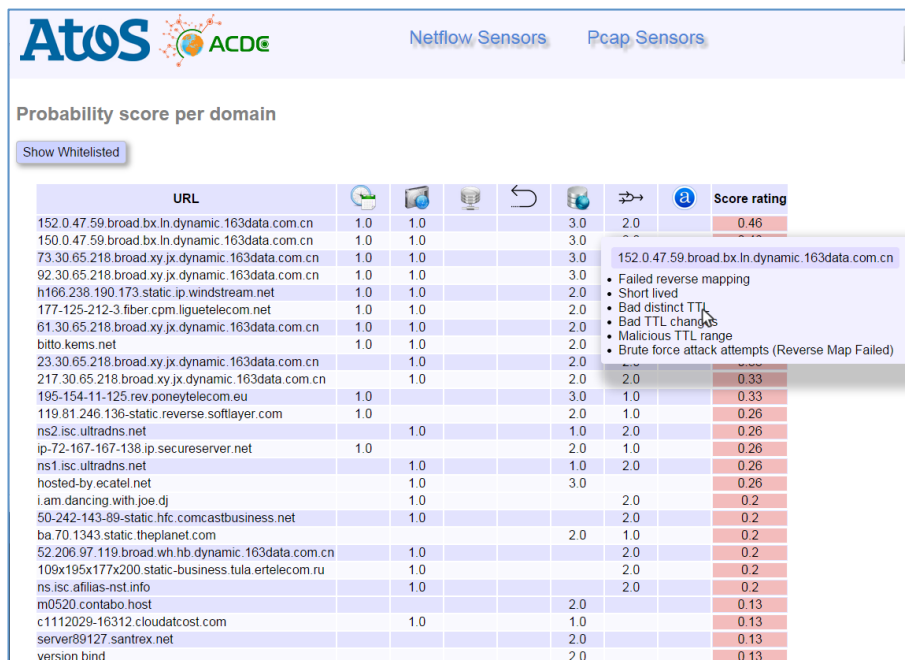 Atos ACDC Netflow Sensors Pcap Sensors
Probability score per domain
Show Whitelisted
URL a Score rating
152.0.47.59.broad.bx.ln.dynamic.163data.com.cn 1.0 1.0 3.0 2.0 0.46
150.0.47.59.broad.bx.ln.dynamic.163data.com.cn 1.0 1.0 3.0
73.30.65.218.broad.xy.jx.dynamic.163data.com.cn 1.0 1.0 3.0
92.30.65.218.broad.xy.jx.dynamic.163data.com.cn 1.0 1.0 3.0
h166.238.190.173.static.ip.windstream.net 1.0 1.0 2.0
177-125-212-3.fiber.cpm.liguetelecom.net 1.0 1.0 2.0
61.30.65.218.broad.xy.jx.dynamic.163data.com.cn 1.0 1.0 2.0
bitto.kems.net 1.0 1.0 2.0
23.30.65.218.broad.xy.jx.dynamic.163data.com.cn 1.0 2.0
152.0.47.59.broad.bx.ln.dynamic.163data.com.cn
Failed reverse mapping
Short lived
Bad distinct TTL
Bad TTL changes
Malicious TTL range
Brute force attack attempts (Reverse Map Failed)
217.30.65.218.broad.xy.jx.dynamic.163data.com.cn 1.0 2.0 2.0 0.33
195-154-11-125.rev.poneytelecom.eu 1.0 3.0 1.0 0.33
119.81.246.136-static.reverse.softlayer.com 1.0 2.0 1.0 0.26
ns2.isc.ultradns.net 1.0 1.0 2.0 0.26
ip-72-167-167-138.ip.secureserver.net 1.0 2.0 1.0 0.26
ns1.isc.ultradns.net 1.0 1.0 2.0 0.26
hosted-by.ecatel.net 1.0 3.0 0.26
i.am.dancing.with.joe.dj 1.0 2.0 0.2
50-242-143-89-static.hfc.comcastbusiness.net 1.0 2.0 0.2
ba.70.1343.static.theplanet.com 2.0 1.0 0.2
52.206.97.119.broad.wh.hb.dynamic.163data.com.cn 1.0 2.0 0.2
109x195x177x200.static-business.tula.ertelecom.ru 1.0 2.0 0.2
ns.isc.afilias-nst.info 1.0 2.0 0.2
m0520.contabo.host 2.0 0.13
c1112029-16312.cloudatcost.com 1.0 1.0 0.13
server89127.santrex.net 2.0 0.13
version.bind 2.0 0.13